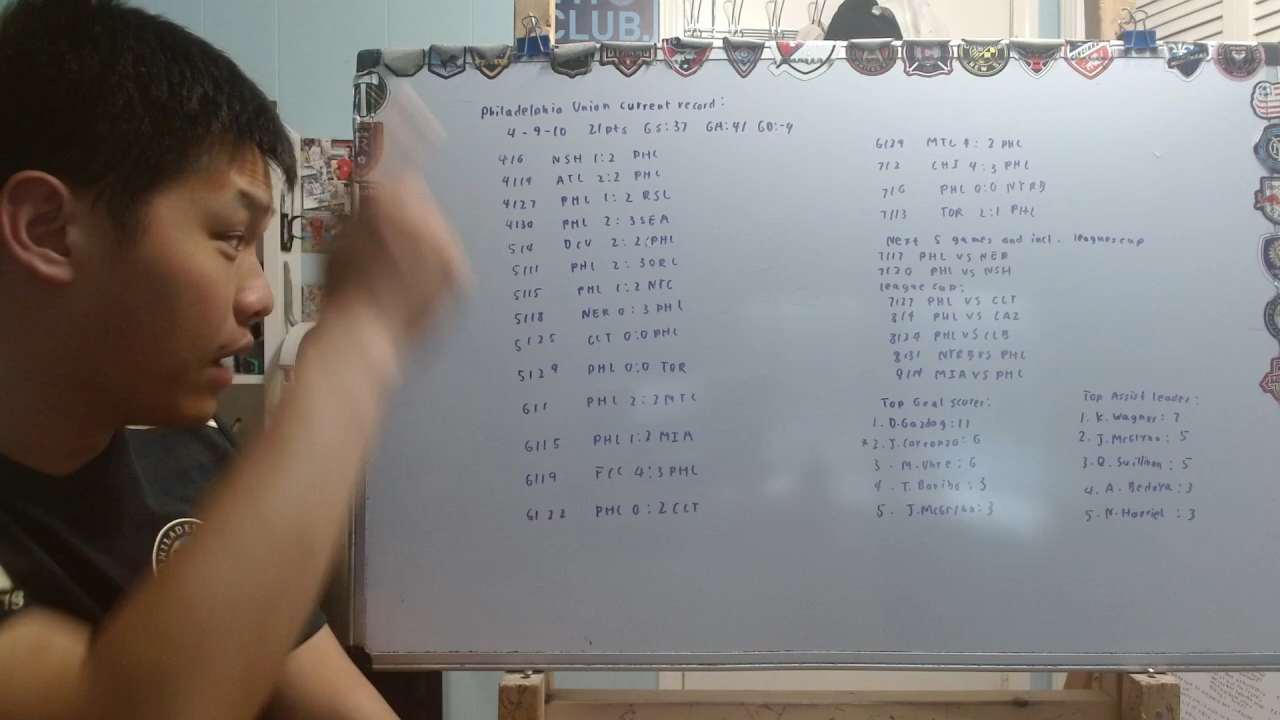 CLUB.
Philadelphia Union current record:
4-9-10 21pts GS:37 GA:41 GD:-4
4/6 NSH 1:2 PHL
4/14 ATL 2:2 PHL
4/27 PHL 1:2 RSL
4/30 PHL 2:3 SEA
5/4 DCU 2:2 PHL
5/11 PHL 2:3 ORL
5/15 PHL 1:2 NYC
5/18 NER 0:3 PHL
5/25 CLT 0:0 PHL
5/29 PHL 0:0 TOR
6/1 PHL 2:2 MTL
6/15 PHL 1:2 MIA
6/19 FCC 4:3 PHL
6/22 PHL 0:2 CLT
6/29 MTL 4:2 PHL
7/2 CHI 4:3 PHL
7/6 PHL 0:0 NYRB
7/13 TOR 2:1 PHL
Next 5 games and incl. leagues cup
7/17 PHL VS NER
7/20 PHL VS NSH
league cup:
7/27 PHL VS CLT
8/4 PHL VS CAZ
8/24 PHL VS CLB
8/31 NYRB VS PHL
9/14 MIA VS PHL
Top Goal scorer:
1. D.Gazdag:11
*2. J.Carranza: 6
3. M.Uhre: 6
4. T. Baribo: 3
5. J.McGlynn: 3
Top Assist leader:
1. K. Wagner: 7
2. J.McGlynn: 5
3. Q. Sullivan: 5
4. A. Bedoya: 3
5. N. Harriel : 3